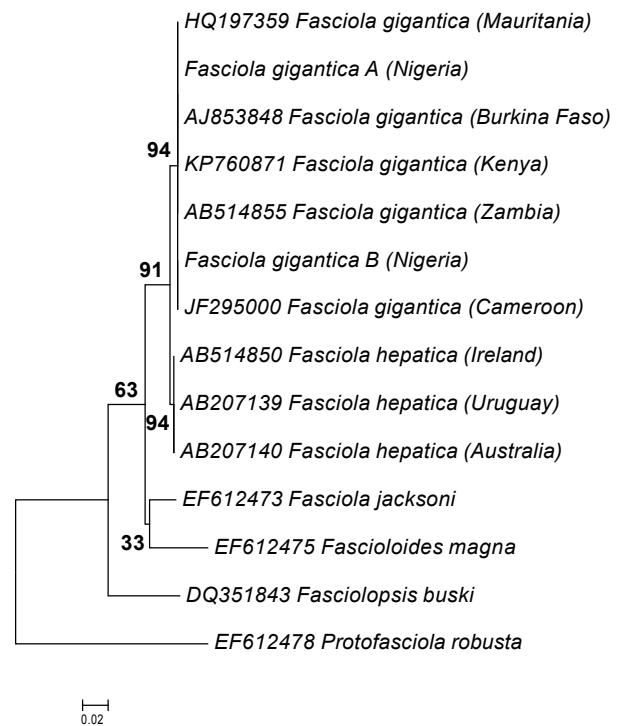 HQ197359 Fasciola gigantica (Mauritania)
Fasciola gigantica A (Nigeria)
AJ853848 Fasciola gigantica (Burkina Faso)
94
KP760871 Fasciola gigantica (Kenya)
AB514855 Fasciola gigantica (Zambia)
Fasciola gigantica B (Nigeria)
91
JF295000 Fasciola gigantica (Cameroon)
AB514850 Fasciola hepatica (Ireland)
63
AB207139 Fasciola hepatica (Uruguay)
94
AB207140 Fasciola hepatica (Australia)
EF612473 Fasciola jacksoni
33
EF612475 Fascioloides magna
DQ351843 Fasciolopsis buski
EF612478 Protofasciola robusta
0.02